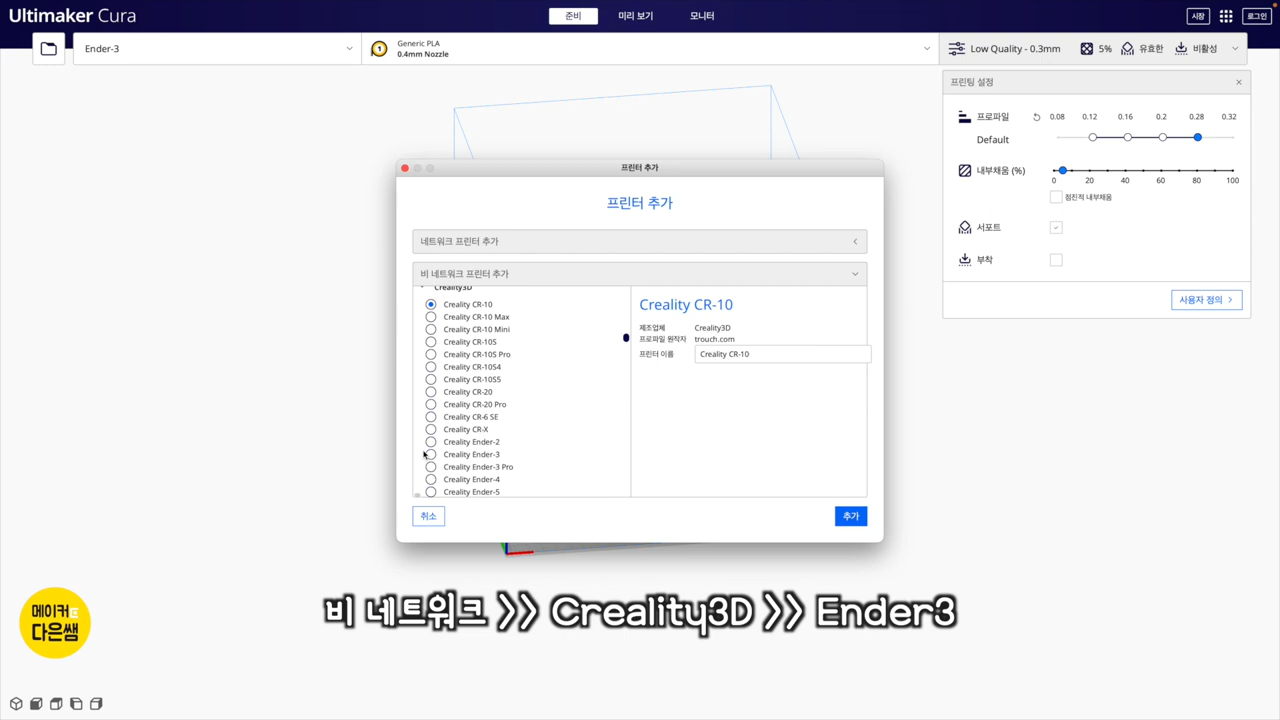 Ultimaker Cura
준비
미리 보기
모니터
시장
로그인
Ender-3
1
Generic PLA
0.4mm Nozzle
Low Quality - 0.3mm
5%
유효한
비활성
프린팅 설정
프로파일
0.08 0.12 0.16 0.2 0.28 0.32
Default
내부채움 (%)
0 20 40 60 80 100
점진적 내부채움
서포트
부착
사용자 정의
프린터 추가
프린터 추가
네트워크 프린터 추가
비 네트워크 프린터 추가
Creality3D
Creality CR-10
Creality CR-10 Max
Creality CR-10 Mini
Creality CR-10S
Creality CR-10S Pro
Creality CR-10S4
Creality CR-10S5
Creality CR-20
Creality CR-20 Pro
Creality CR-6 SE
Creality CR-X
Creality Ender-2
Creality Ender-3
Creality Ender-3 Pro
Creality Ender-4
Creality Ender-5
Creality CR-10
제조업체 Creality3D
프로파일 원작자 trouch.com
프린터 이름 Creality CR-10
취소
추가
메이커E
다은쌤
비 네트워크 >> Creality3D >> Ender3